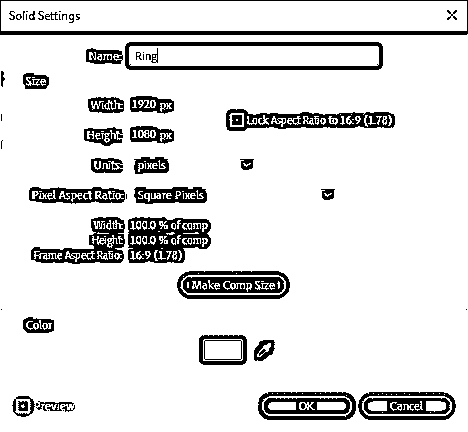 Solid Settings
Name: Ring
Size
Width: 1920 px
Lock Aspect Ratio to 16:9 (1.78)
Height: 1080 px
Units: pixels
Pixel Aspect Ratio: Square Pixels
Width: 100.0 % of comp
Height: 100.0 % of comp
Frame Aspect Ratio: 16:9 (1.78)
Make Comp Size
Color
Preview
OK
Cancel